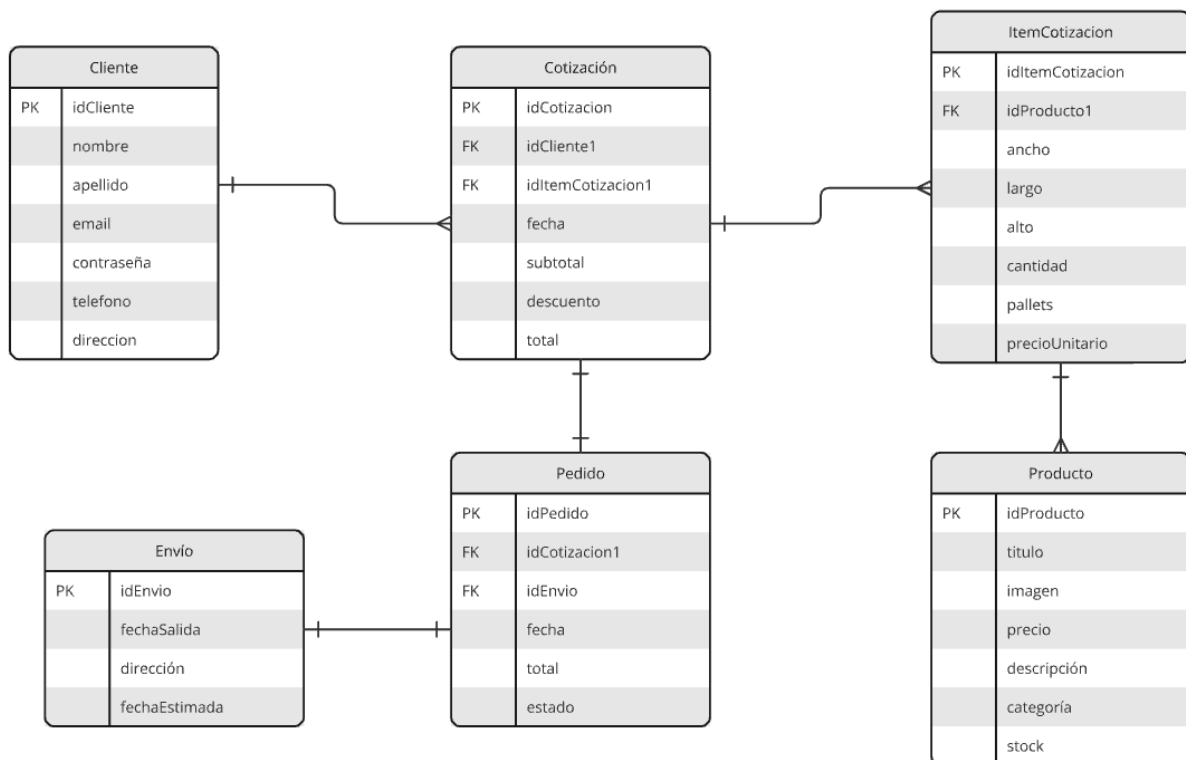 Cliente
PK idCliente
nombre
apellido
email
contraseña
telefono
direccion
Cotización
PK idCotizacion
FK idCliente1
FK idItemCotizacion1
fecha
subtotal
descuento
total
ItemCotizacion
PK idItemCotizacion
FK idProducto1
ancho
largo
alto
cantidad
pallets
precioUnitario
Envío
PK idEnvio
fechaSalida
dirección
fechaEstimada
Pedido
PK idPedido
FK idCotizacion1
FK idEnvio
fecha
total
estado
Producto
PK idProducto
titulo
imagen
precio
descripción
categoría
stock